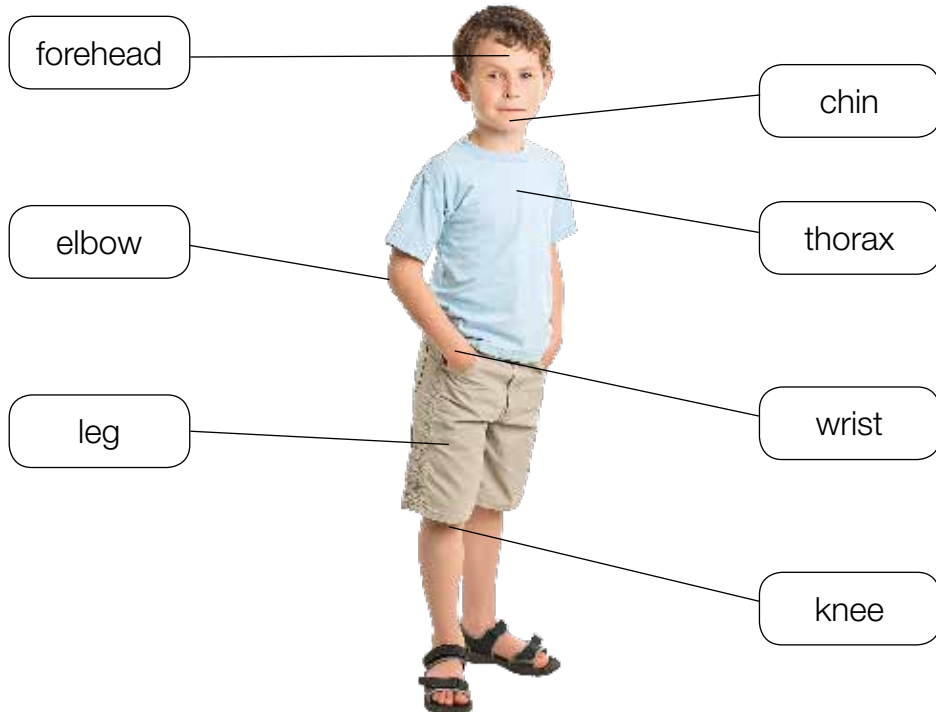 forehead
chin
elbow
thorax
leg
wrist
knee